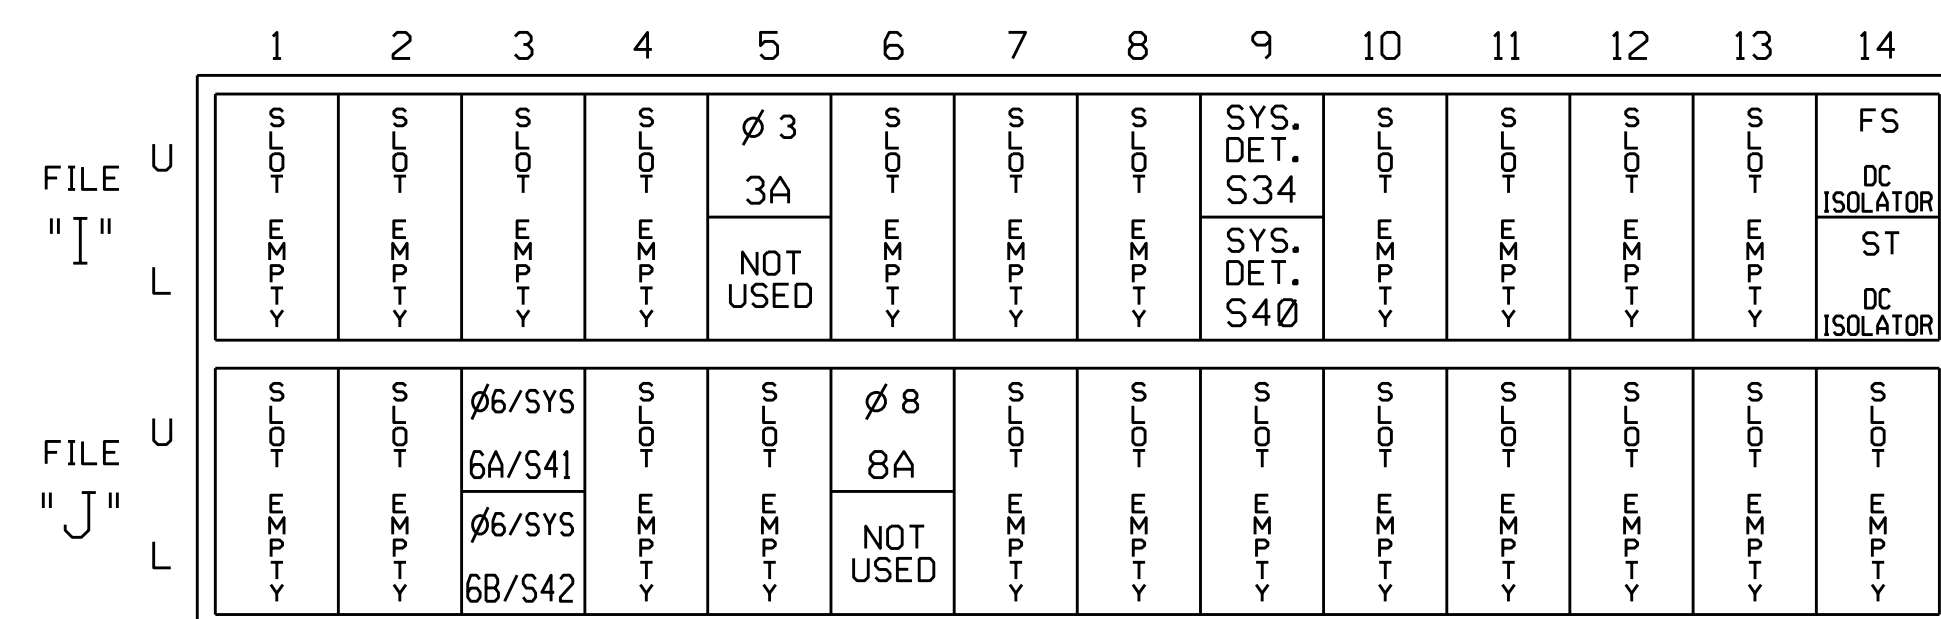 1 2 3 4 5 6 7 8 9 10 11 12 13 14
FILE
"I"
U
L
SLOT EMPTY
SLOT EMPTY
SLOT EMPTY
SLOT EMPTY
Ø 3
3A
NOT
USED
SLOT EMPTY
SLOT EMPTY
SLOT EMPTY
SYS.
DET.
S34
SYS.
DET.
S40
SLOT EMPTY
SLOT EMPTY
SLOT EMPTY
SLOT EMPTY
FS
DC
ISOLATOR
ST
DC
ISOLATOR
FILE
"J"
U
L
SLOT EMPTY
SLOT EMPTY
Ø6/SYS
6A/S41
Ø6/SYS
6B/S42
SLOT EMPTY
SLOT EMPTY
Ø 8
8A
NOT
USED
SLOT EMPTY
SLOT EMPTY
SLOT EMPTY
SLOT EMPTY
SLOT EMPTY
SLOT EMPTY
SLOT EMPTY
SLOT EMPTY